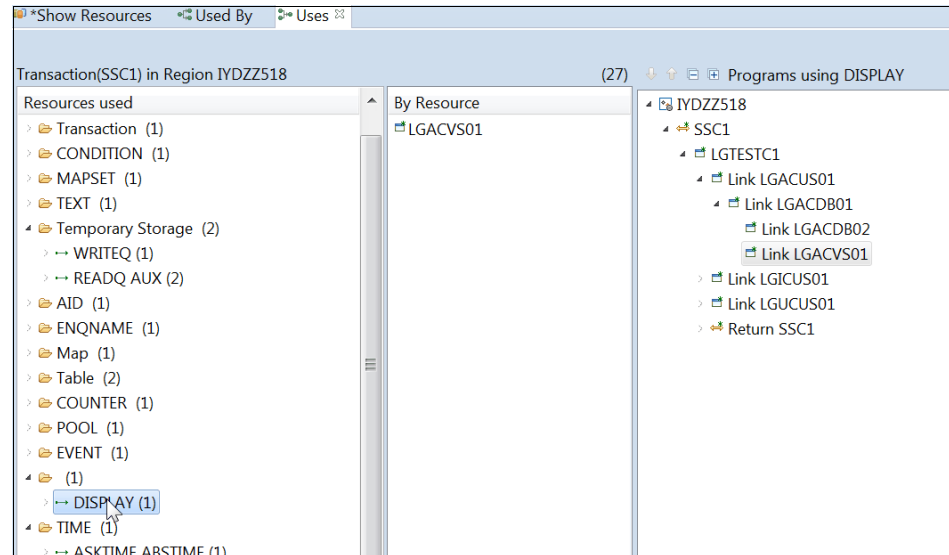 *Show Resources
Used By
Uses
Transaction(SSC1) in Region IYDZZ518
(27)
Programs using DISPLAY
Resources used
Transaction (1)
CONDITION (1)
MAPSET (1)
TEXT (1)
Temporary Storage (2)
WRITEQ (1)
READQ AUX (2)
AID (1)
ENQNAME (1)
Map (1)
Table (2)
COUNTER (1)
POOL (1)
EVENT (1)
(1)
DISPLAY (1)
TIME (1)
ASKTIME ABSTIME (1)
By Resource
LGACVS01
IYDZZ518
SSC1
LGTESTC1
Link LGACUS01
Link LGACDB01
Link LGACDB02
Link LGACVS01
Link LGICUS01
Link LGUCUS01
Return SSC1